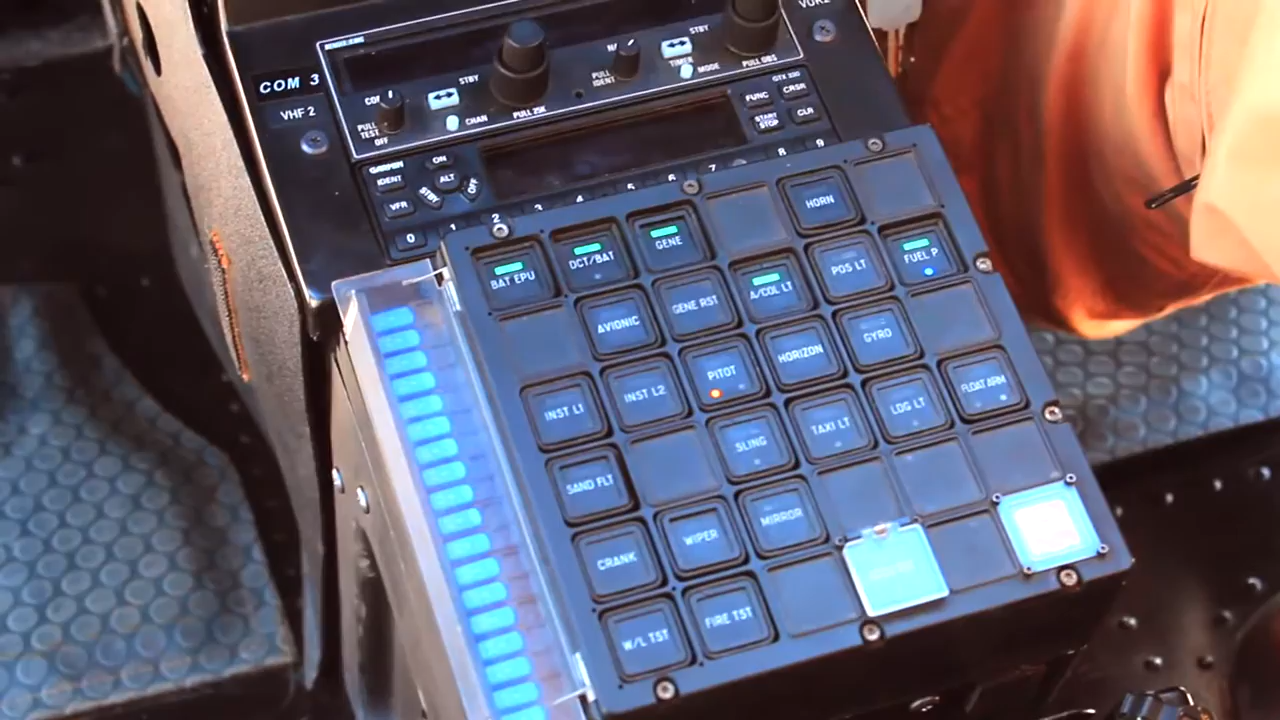 VOR2
BENDIX/KING
COM 3
VHF 2
COM
PULL
TEST
OFF
STBY
CHAN
PULL 25K
PULL
IDENT
STBY
TIMER
MODE
PULL OBS
GTX 330
FUNC
CRSR
START
STOP
CLR
GARMIN
IDENT
VFR
ON
ALT
STBY
OFF
0 1 2 3 4 5 6 7 8 9
HORN
BAT EPU
DCT/BAT
GENE
A/COL LT
POS LT
FUEL P
AVIONIC
GENE RST
HORIZON
GYRO
INST L1
INST L2
PITOT
TAXI LT
LDG LT
FLOAT ARM
SAND FLT
SLING
CRANK
WIPER
MIRROR
W/L TST
FIRE TST